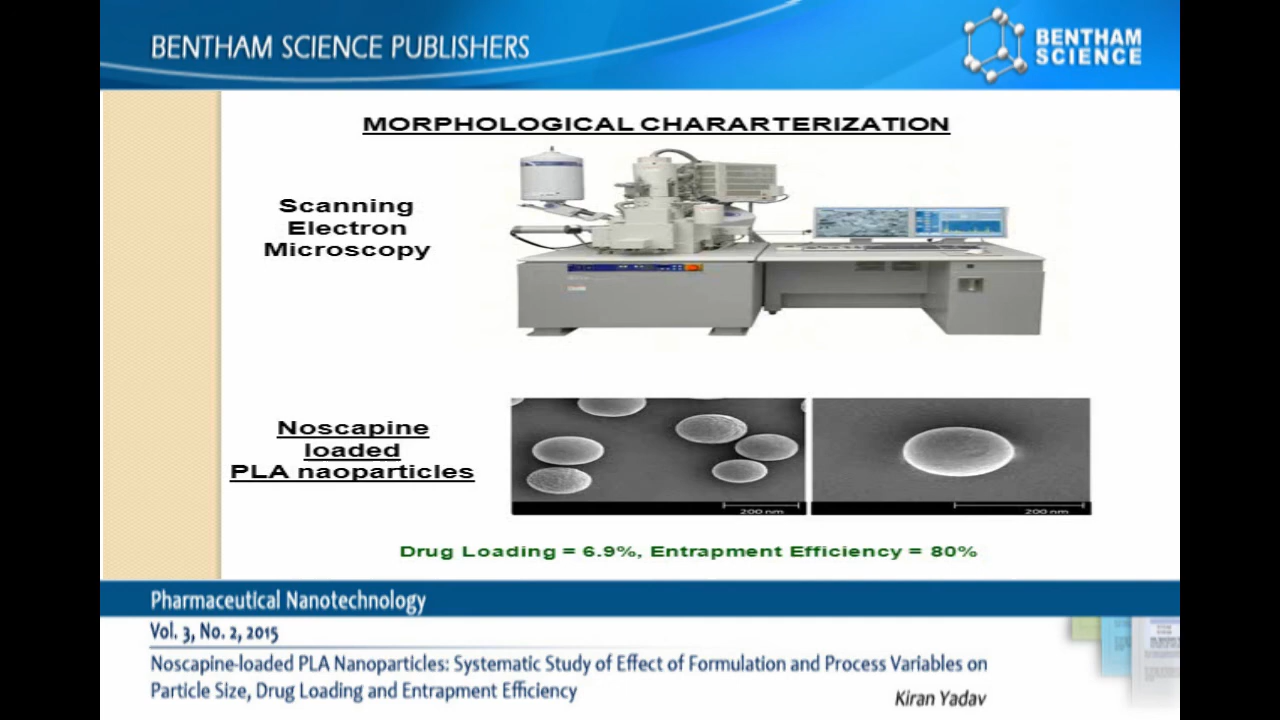 BENTHAM SCIENCE PUBLISHERS
BENTHAM
SCIENCE
MORPHOLOGICAL CHARARTERIZATION
Scanning
Electron
Microscopy
Noscapine
loaded
PLA naoparticles
200 nm
200 nm
Drug Loading = 6.9%, Entrapment Efficiency = 80%
Pharmaceutical Nanotechnology
Vol. 3, No. 2, 2015
Noscapine-loaded PLA Nanoparticles: Systematic Study of Effect of Formulation and Process Variables on
Particle Size, Drug Loading and Entrapment Efficiency
Kiran Yadav